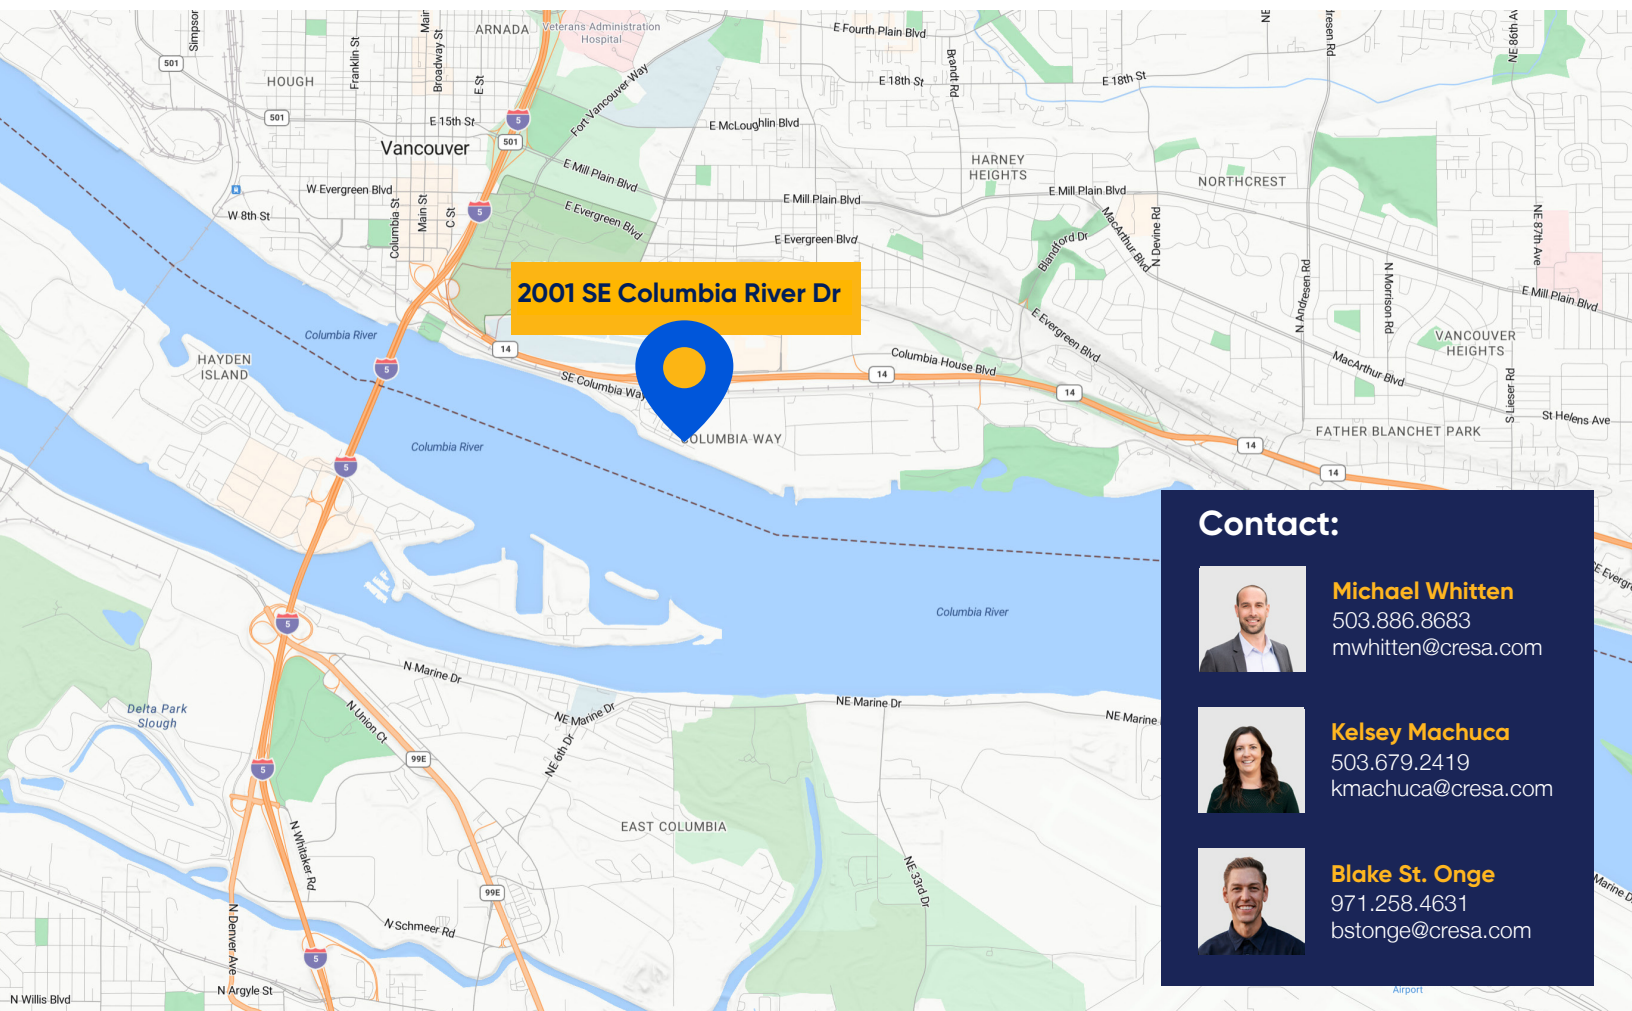 Simpson
Main
ARNADA
Veterans Administration
Hospital
E Fourth Plain Blvd
NE
NE 86th Av
501
Franklin St
Broadway St
HOUGH
E St
Fort Vancouver Way
E 18th St
Brandt Rd
E 18th St
501
E 15th St
5
501
E McLoughlin Blvd
Vancouver
E Mill Plain Blvd
HARNEY
HEIGHTS
NORTHCREST
W Evergreen Blvd
E Mill Plain Blvd
E Mill Plain Blvd
W 8th St
Columbia St
Main St
C St
5
E Evergreen Blvd
E Evergreen Blvd
Blandford Dr
MacArthur Blvd
N Devine Rd
NE 87th Ave
N Andresen Rd
N Morrison Rd
E Mill Plain Blvd
2001 SE Columbia River Dr
Columbia River
E Evergreen Blvd
VANCOUVER
HEIGHTS
HAYDEN
ISLAND
14
5
Columbia House Blvd
MacArthur Blvd
SE Columbia Way
14
14
S Lieser Rd
St Helens Ave
COLUMBIA WAY
FATHER BLANCHET PARK
Columbia River
14
5
14
Contact:
Michael Whitten
503.886.8683
mwhitten@cresa.com
Columbia River
5
N Marine Dr
NE Marine Dr
NE Marine Dr
NE Marine
Delta Park
Slough
N Union Ct
NE 6th Dr
Kelsey Machuca
503.679.2419
kmachuca@cresa.com
99E
5
EAST COLUMBIA
N Whitaker Rd
NE 33rd Dr
Blake St. Onge
971.258.4631
bstonge@cresa.com
99E
N Denver Ave
N Schmeer Rd
5
N Argyle St
N Willis Blvd
Airport